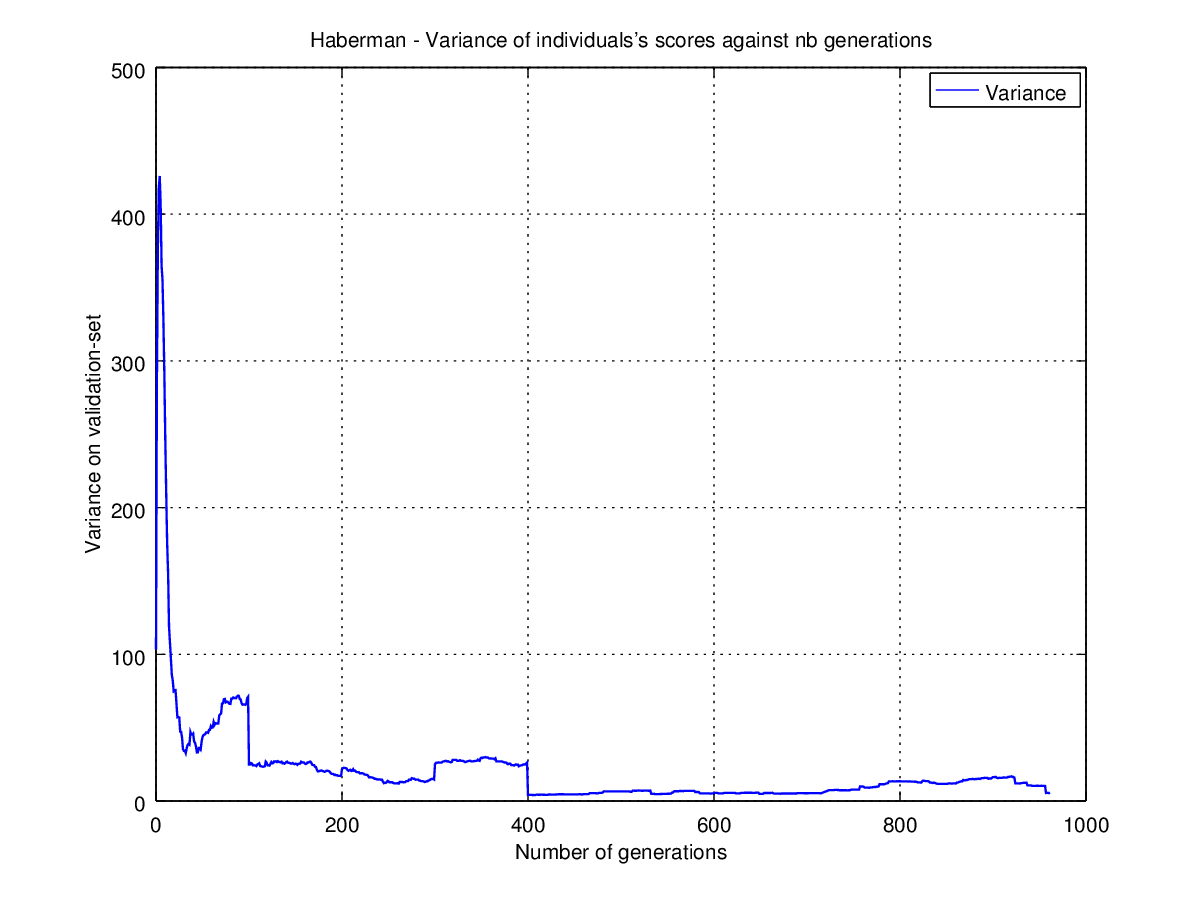 Haberman - Variance of individuals's scores against nb generations
500
Variance
400
300
200
100
0
Variance on validation-set
0 200 400 600 800 1000
Number of generations